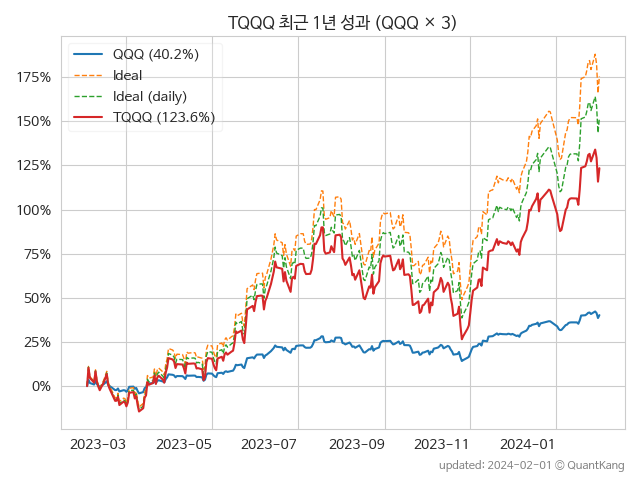 TQQQ 최근 1년 성과 (QQQ × 3)
QQQ (40.2%)
Ideal
Ideal (daily)
TQQQ (123.6%)
175%
150%
125%
100%
75%
50%
25%
0%
2023-03 2023-05 2023-07 2023-09 2023-11 2024-01
updated: 2024-02-01 © QuantKang